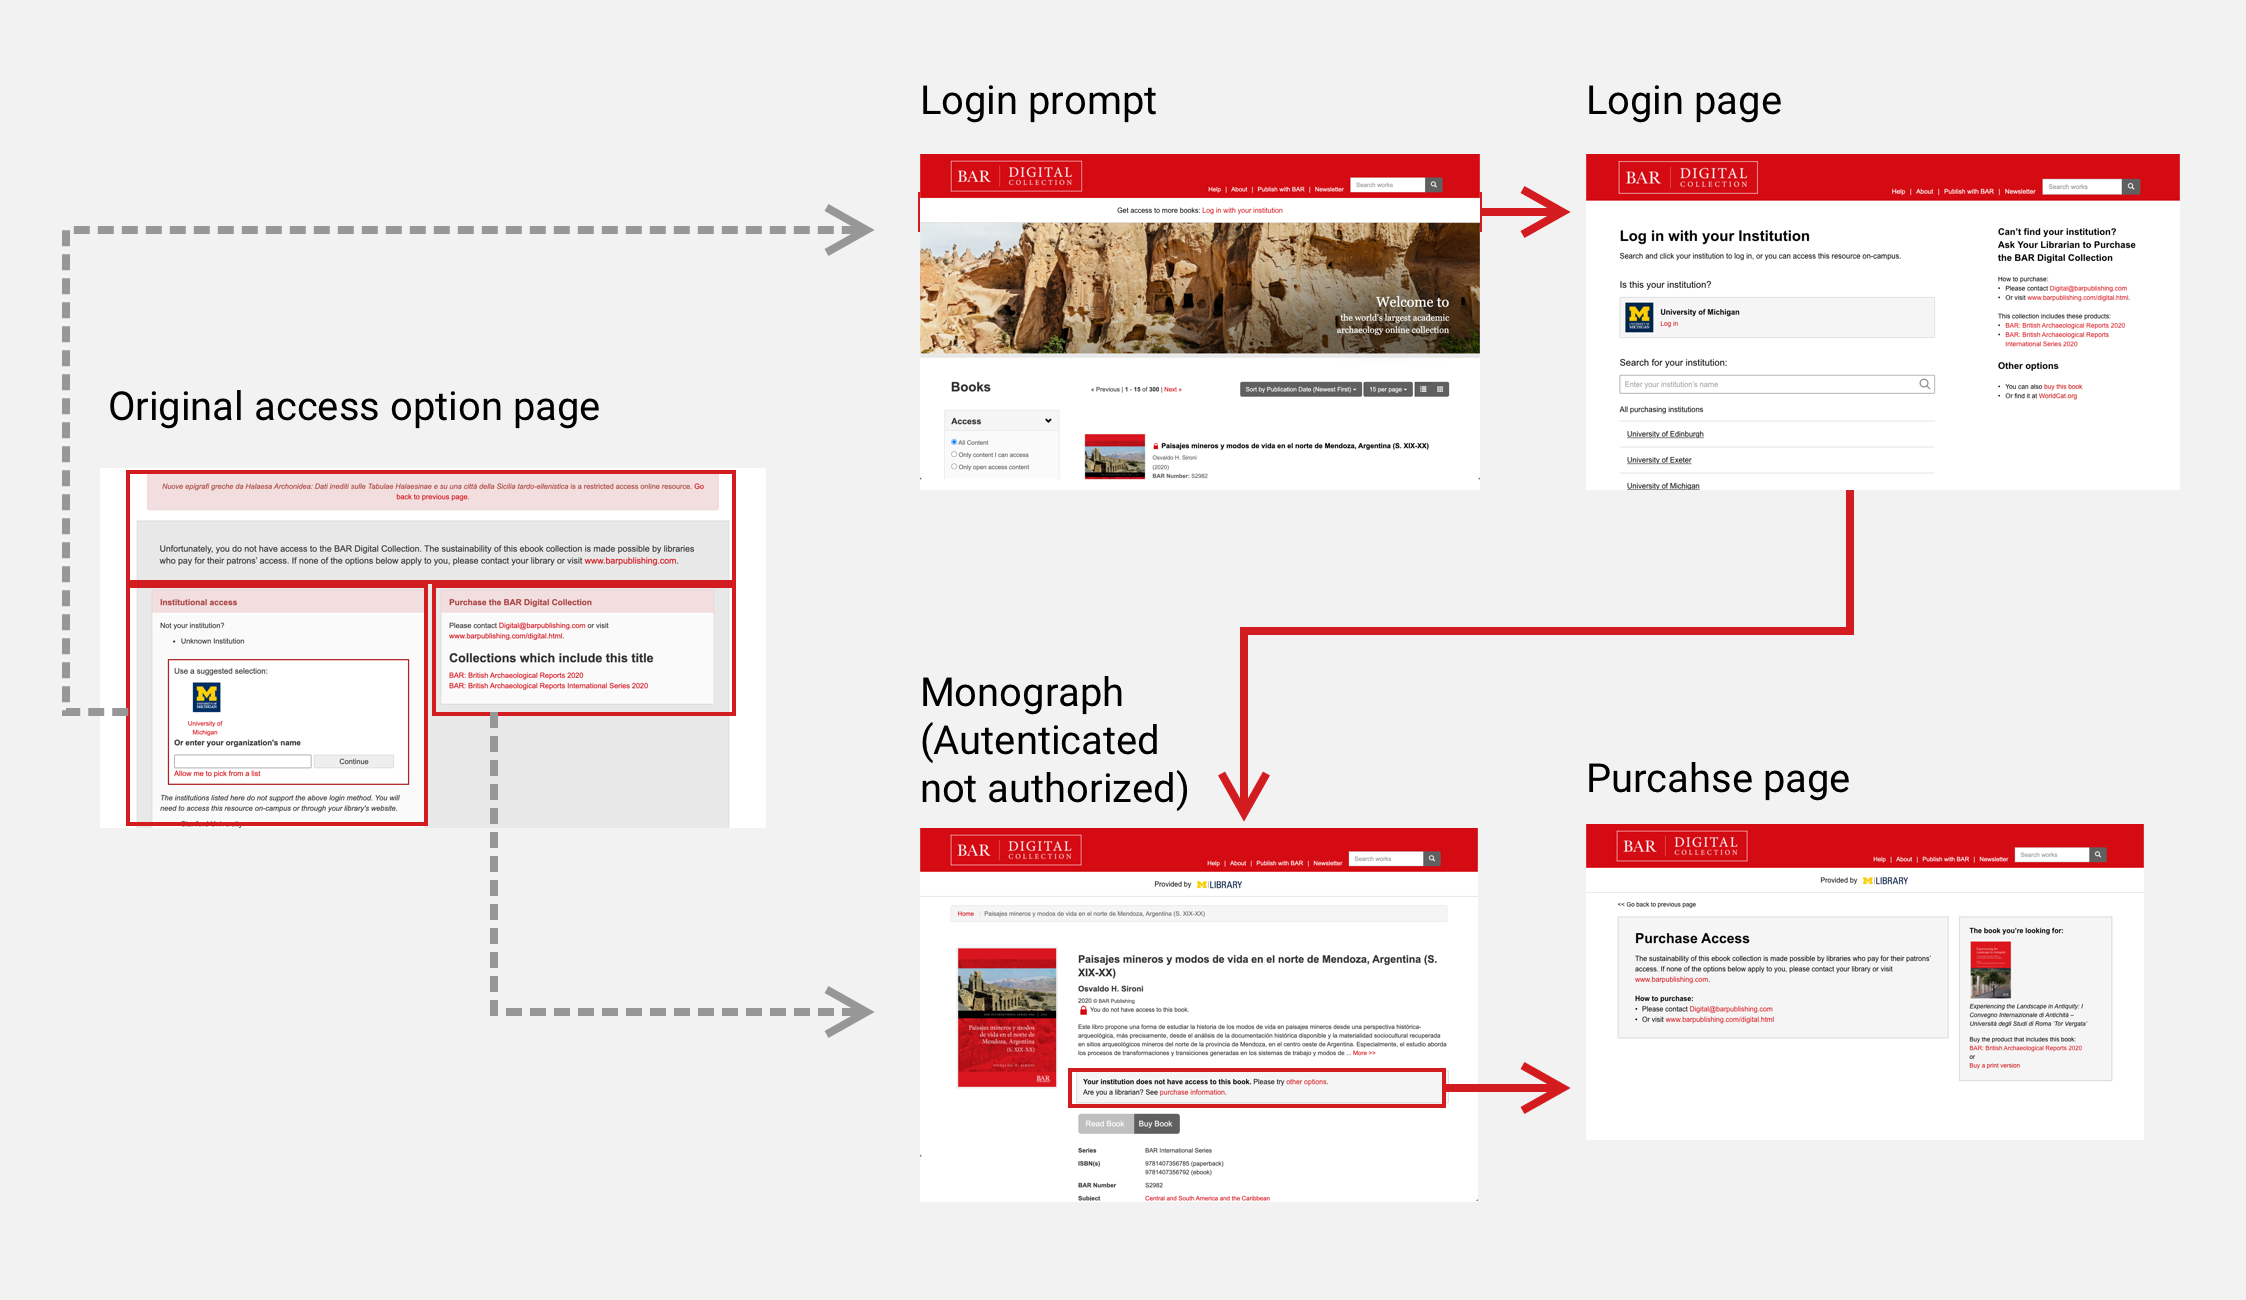 Login prompt
Login page
BAR DIGITAL COLLECTION
Help | About | Publish with BAR | Newsletter
Search works
Get access to more books: Log in with your institution
Welcome to
the world's largest academic
archaeology online collection
Books
« Previous | 1 - 15 of 300 | Next »
Sort by Publication Date (Newest First)
15 per page
Access
All Content
Only content I can access
Only open access content
Paisajes mineros y modos de vida en el norte de Mendoza, Argentina (S. XIX-XX)
Osvaldo H. Sironi
(2020)
BAR Number: S2982
BAR DIGITAL COLLECTION
Help | About | Publish with BAR | Newsletter
Search works
Log in with your Institution
Search and click your institution to log in, or you can access this resource on-campus.
Is this your institution?
University of Michigan
Log in
Search for your institution:
Enter your institution's name
All purchasing institutions
University of Edinburgh
University of Exeter
University of Michigan
Can't find your institution?
Ask Your Librarian to Purchase
the BAR Digital Collection
How to purchase:
• Please contact Digital@barpublishing.com
• Or visit www.barpublishing.com/digital.html.
This collection includes these products:
• BAR: British Archaeological Reports 2020
• BAR: British Archaeological Reports
International Series 2020
Other options
• You can also buy this book
• Or find it at WorldCat.org
Original access option page
Nuove epigrafi greche da Halaesa Archonidea: Dati inediti sulle Tabulae Halaesinae e su una città della Sicilia tardo-ellenistica is a restricted access online resource. Go
back to previous page.
Unfortunately, you do not have access to the BAR Digital Collection. The sustainability of this ebook collection is made possible by libraries
who pay for their patrons' access. If none of the options below apply to you, please contact your library or visit www.barpublishing.com.
Institutional access
Not your institution?
• Unknown Institution
Use a suggested selection:
University of
Michigan
Or enter your organization's name
Continue
Allow me to pick from a list
The institutions listed here do not support the above login method. You will
need to access this resource on-campus or through your library's website.
Stanford University
Purchase the BAR Digital Collection
Please contact Digital@barpublishing.com or visit
www.barpublishing.com/digital.html.
Collections which include this title
BAR: British Archaeological Reports 2020
BAR: British Archaeological Reports International Series 2020
Monograph
(Autenticated
not authorized)
BAR DIGITAL COLLECTION
Help | About | Publish with BAR | Newsletter
Search works
Provided by M LIBRARY
Home / Paisajes mineros y modos de vida en el norte de Mendoza, Argentina (S. XIX-XX)
Paisajes mineros y modos
de vida en el norte de
Mendoza, Argentina
(S. XIX-XX)
BAR
Paisajes mineros y modos de vida en el norte de Mendoza, Argentina (S.
XIX-XX)
Osvaldo H. Sironi
2020 © BAR Publishing
You do not have access to this book.
Este libro propone una forma de estudiar la historia de los modos de vida en paisajes mineros desde una perspectiva histórica-
arqueológica, más precisamente, desde el análisis de la documentación histórica disponible y la materialidad sociocultural recuperada
en sitios arqueológicos mineros del norte de la provincia de Mendoza, en el centro oeste de Argentina. Especialmente, el estudio aborda
los procesos de transformaciones y transiciones generadas en los sistemas de trabajo y modos de ... More >>
Your institution does not have access to this book. Please try other options.
Are you a librarian? See purchase information.
Read Book
Buy Book
Series BAR International Series
ISBN(s) 9781407356785 (paperback)
9781407356792 (ebook)
BAR Number S2982
Subject Central and South America and the Caribbean
Purcahse page
BAR DIGITAL COLLECTION
Help | About | Publish with BAR | Newsletter
Search works
Provided by M LIBRARY
<< Go back to previous page
Purchase Access
The sustainability of this ebook collection is made possible by libraries who pay for their patrons'
access. If none of the options below apply to you, please contact your library or visit
www.barpublishing.com.
How to purchase:
• Please contact Digital@barpublishing.com
• Or visit www.barpublishing.com/digital.html
The book you're looking for:
Experiencing the Landscape in Antiquity: I
Convegno Internazionale di Antichità –
Università degli Studi di Roma 'Tor Vergata'
Buy the product that includes this book:
BAR: British Archaeological Reports 2020
or
Buy a print version